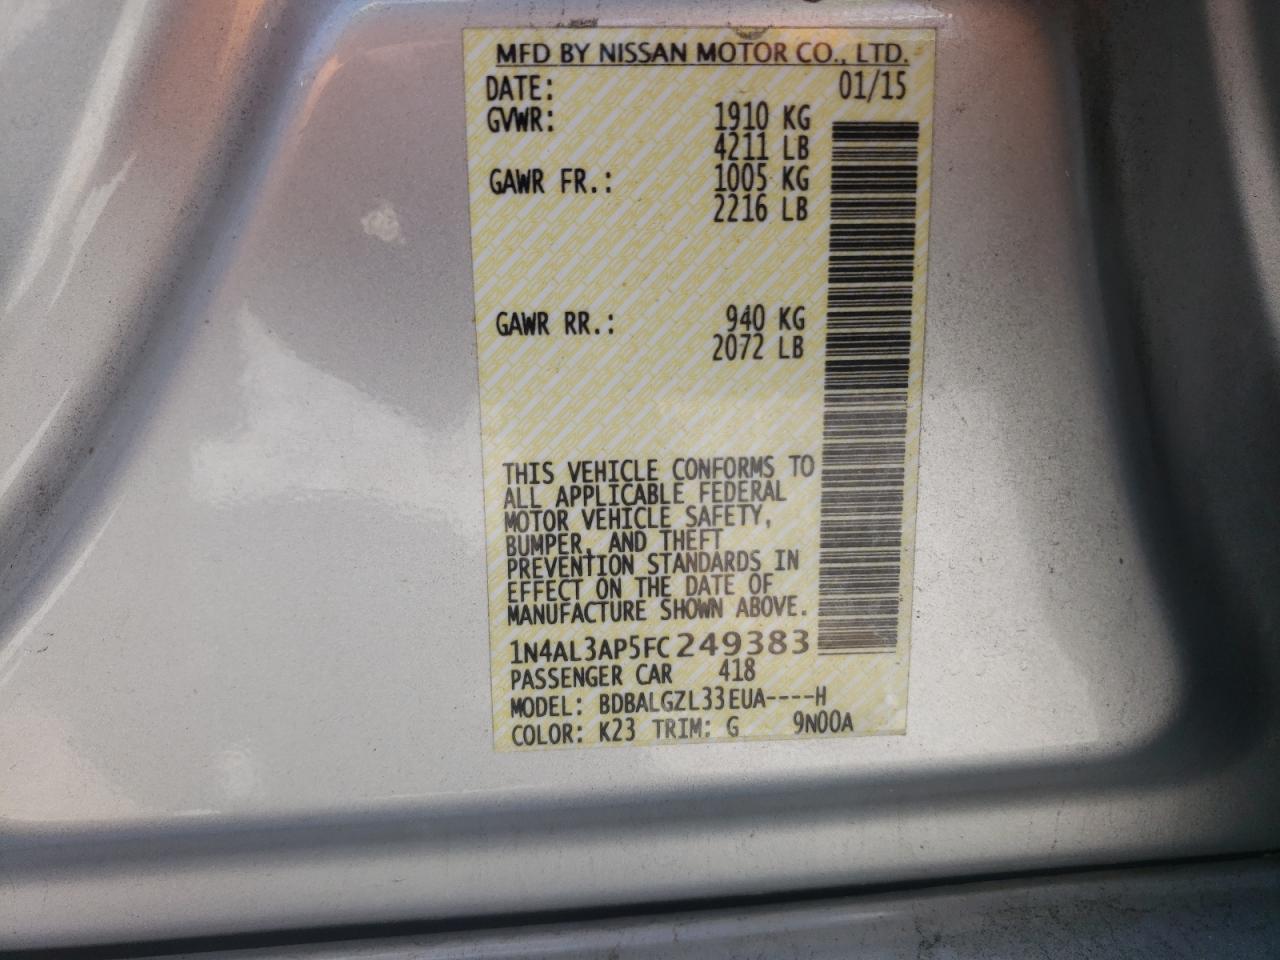 MFD BY NISSAN MOTOR CO., LTD.
DATE: 01/15
GVWR: 1910 KG
4211 LB
GAWR FR.: 1005 KG
2216 LB
GAWR RR.: 940 KG
2072 LB
THIS VEHICLE CONFORMS TO
ALL APPLICABLE FEDERAL
MOTOR VEHICLE SAFETY,
BUMPER, AND THEFT
PREVENTION STANDARDS IN
EFFECT ON THE DATE OF
MANUFACTURE SHOWN ABOVE.
1N4AL3AP5FC249383
PASSENGER CAR 418
MODEL: BDBALGZL33EUA----H
COLOR: K23 TRIM: G 9N00A